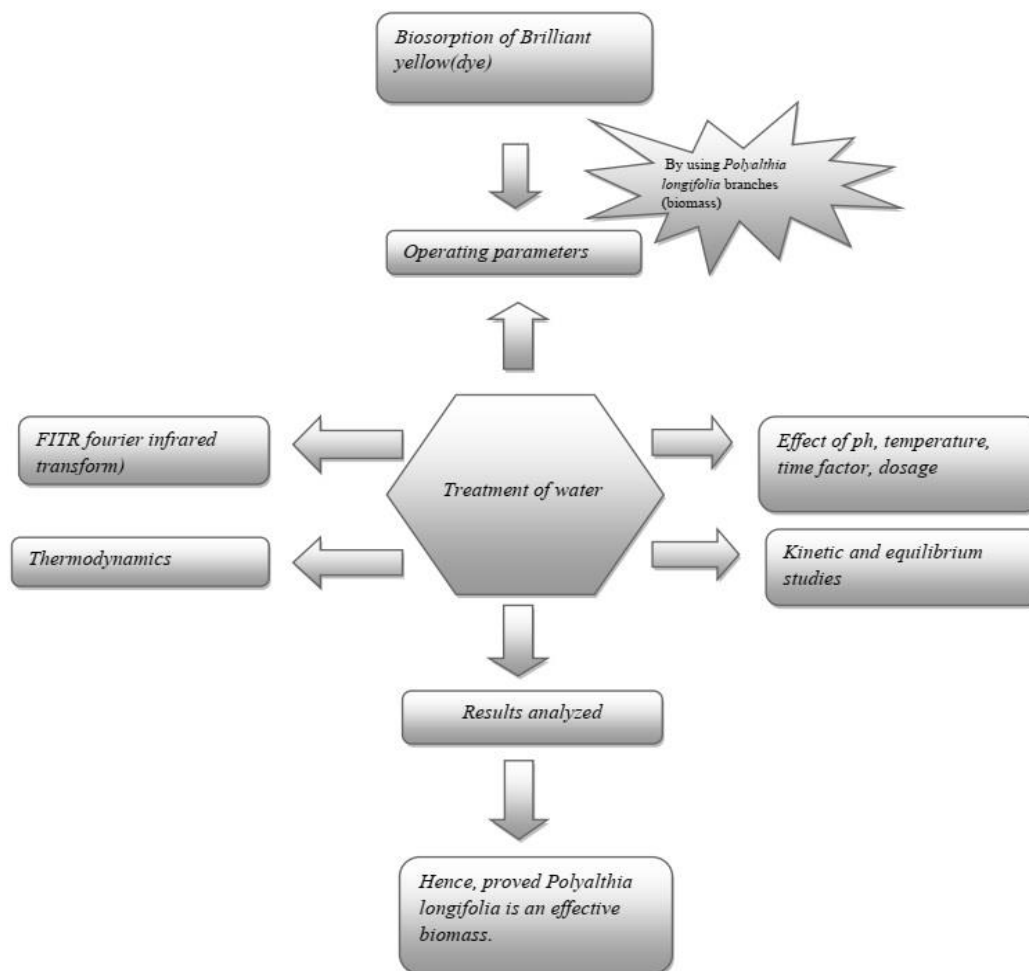 Biosorption of Brilliant
yellow(dye)
By using Polyalthia
longifolia branches
(biomass)
Operating parameters
FITR fourier infrared
transform)
Effect of ph, temperature,
time factor, dosage
Treatment of water
Thermodynamics
Kinetic and equilibrium
studies
Results analyzed
Hence, proved Polyalthia
longifolia is an effective
biomass.